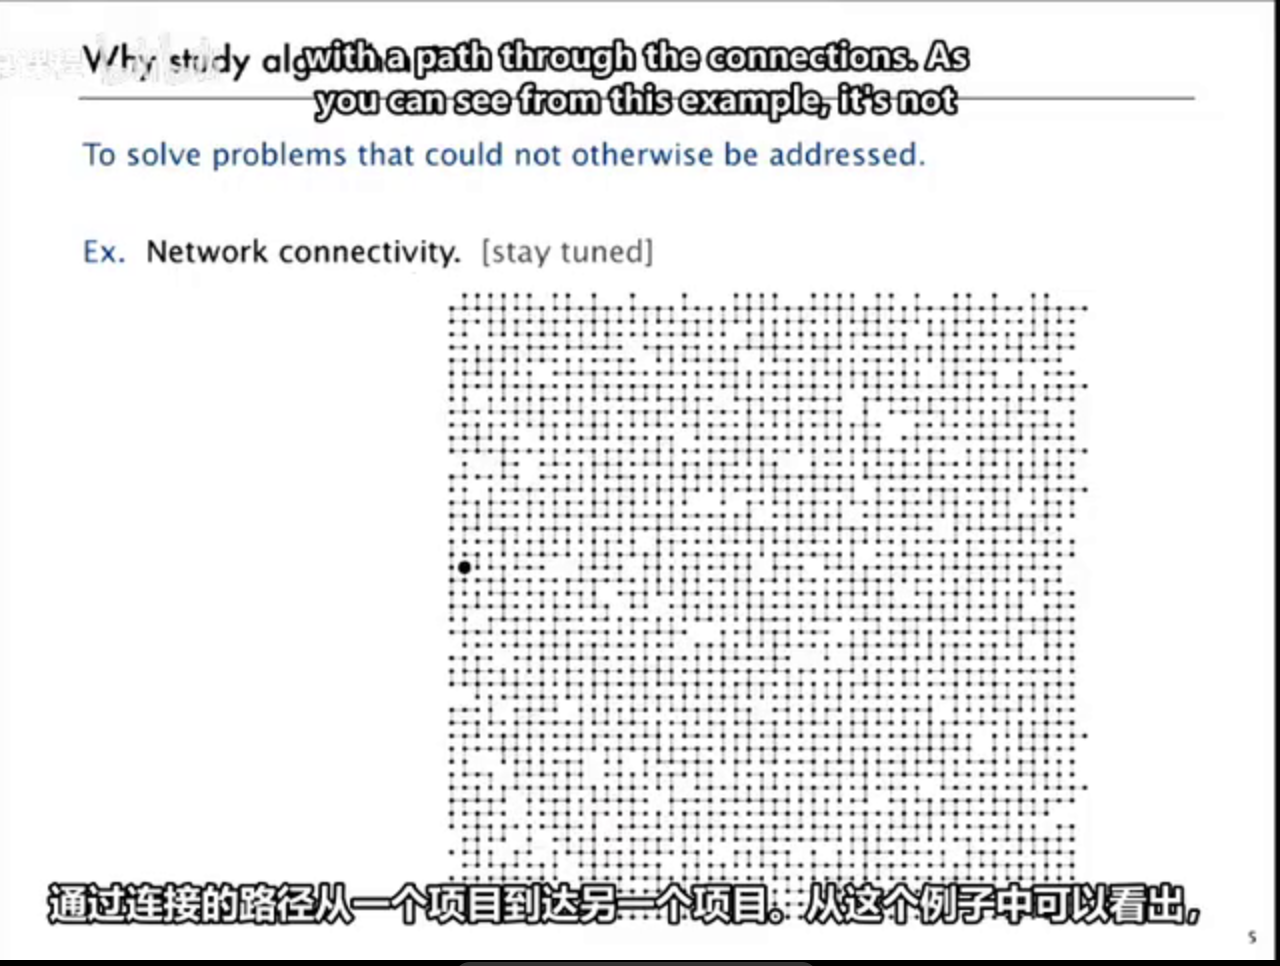 Why study
with a path through the connections. As
you can see from this example, it's not
To solve problems that could not otherwise be addressed.
Ex. Network connectivity. [stay tuned]
通过连接的路径从一个项目到达另一个项目。从这个例子中可以看出,
5